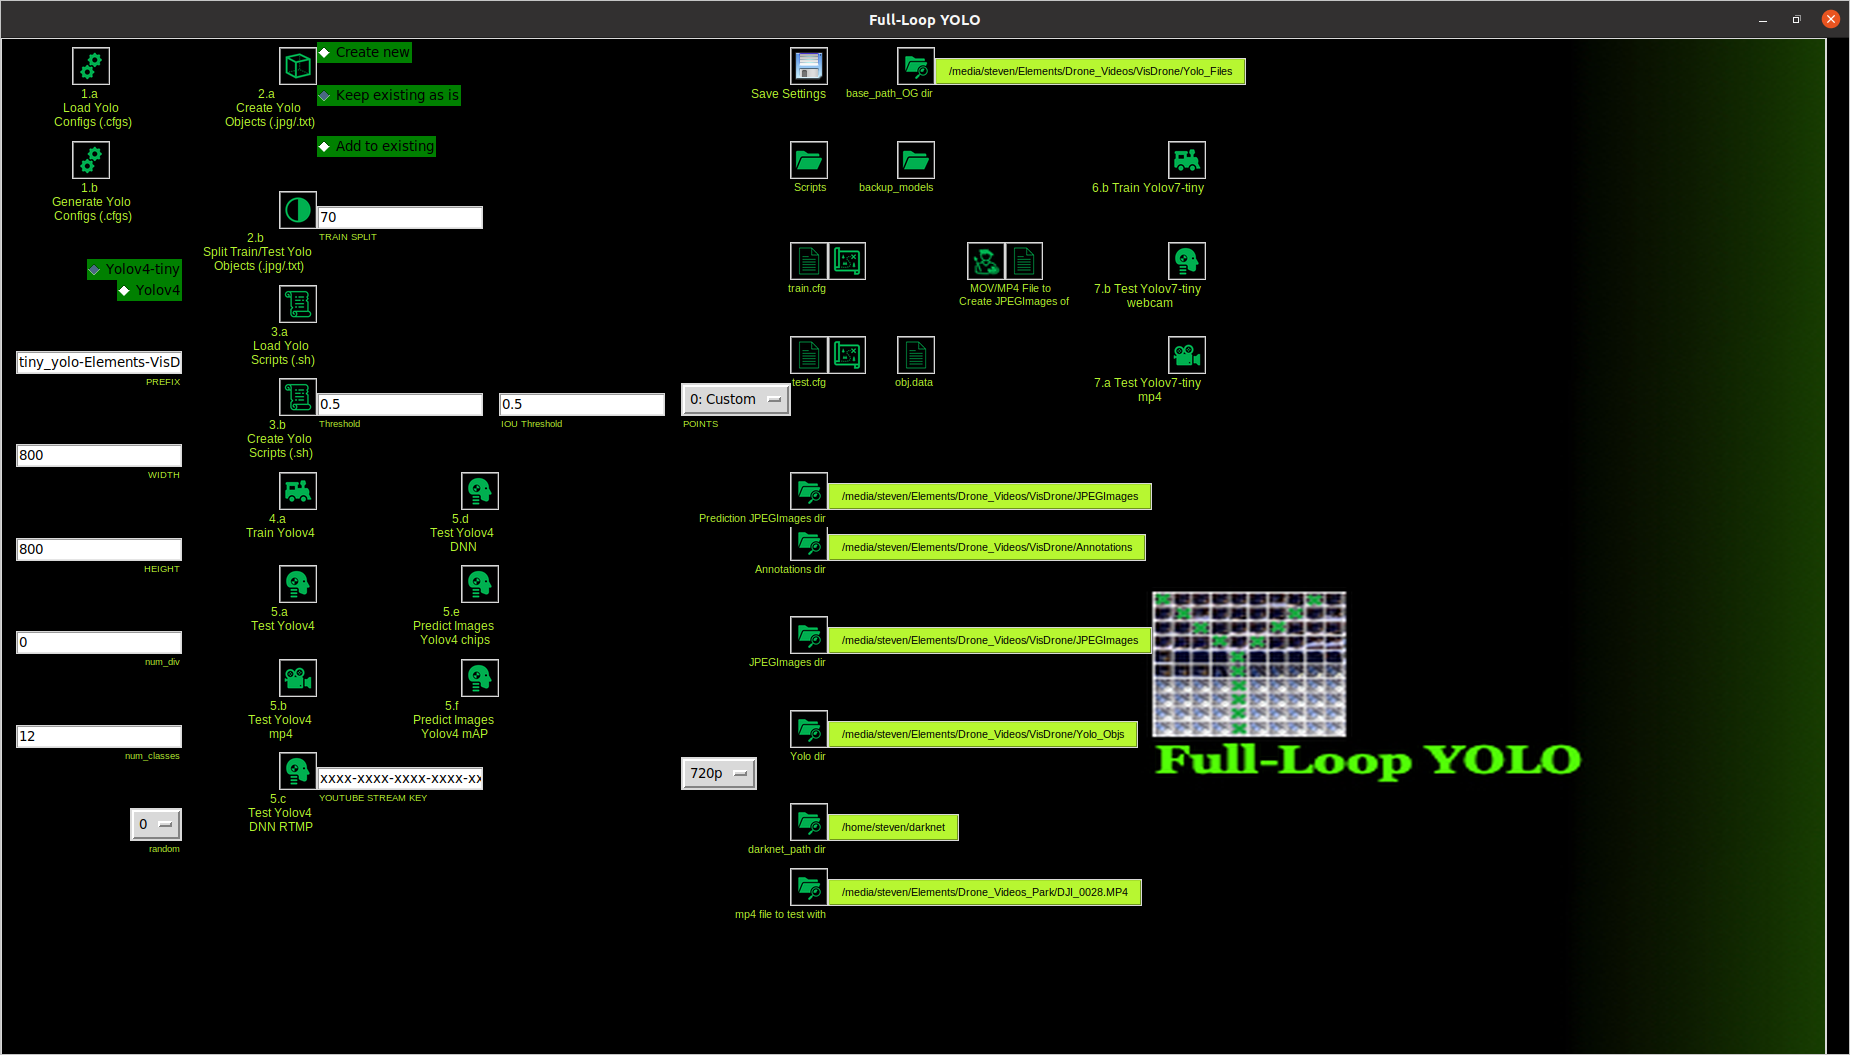 Full-Loop YOLO
1.a
Load Yolo
Configs (.cfgs)
1.b
Generate Yolo
Configs (.cfgs)
Yolov4-tiny
Yolov4
tiny_yolo-Elements-VisD
PREFIX
800
WIDTH
800
HEIGHT
0
num_div
12
num_classes
0
random
2.a
Create Yolo
Objects (.jpg/.txt)
Create new
Keep existing as is
Add to existing
2.b
Split Train/Test Yolo
Objects (.jpg/.txt)
70
TRAIN SPLIT
3.a
Load Yolo
Scripts (.sh)
3.b
Create Yolo
Scripts (.sh)
0.5
Threshold
0.5
IOU Threshold
0: Custom
POINTS
4.a
Train Yolov4
5.a
Test Yolov4
5.b
Test Yolov4
mp4
5.c
Test Yolov4
DNN RTMP
xxxx-xxxx-xxxx-xxxx-xx
YOUTUBE STREAM KEY
720p
5.d
Test Yolov4
DNN
5.e
Predict Images
Yolov4 chips
5.f
Predict Images
Yolov4 mAP
Save Settings
base_path_OG dir
/media/steven/Elements/Drone_Videos/VisDrone/Yolo_Files
Scripts
backup_models
6.b Train Yolov7-tiny
train.cfg
MOV/MP4 File to
Create JPEGImages of
7.b Test Yolov7-tiny
webcam
test.cfg
obj.data
7.a Test Yolov7-tiny
mp4
Prediction JPEGImages dir
/media/steven/Elements/Drone_Videos/VisDrone/JPEGImages
Annotations dir
/media/steven/Elements/Drone_Videos/VisDrone/Annotations
JPEGImages dir
/media/steven/Elements/Drone_Videos/VisDrone/JPEGImages
Yolo dir
/media/steven/Elements/Drone_Videos/VisDrone/Yolo_Objs
darknet_path dir
/home/steven/darknet
mp4 file to test with
/media/steven/Elements/Drone_Videos_Park/DJI_0028.MP4
Full-Loop YOLO